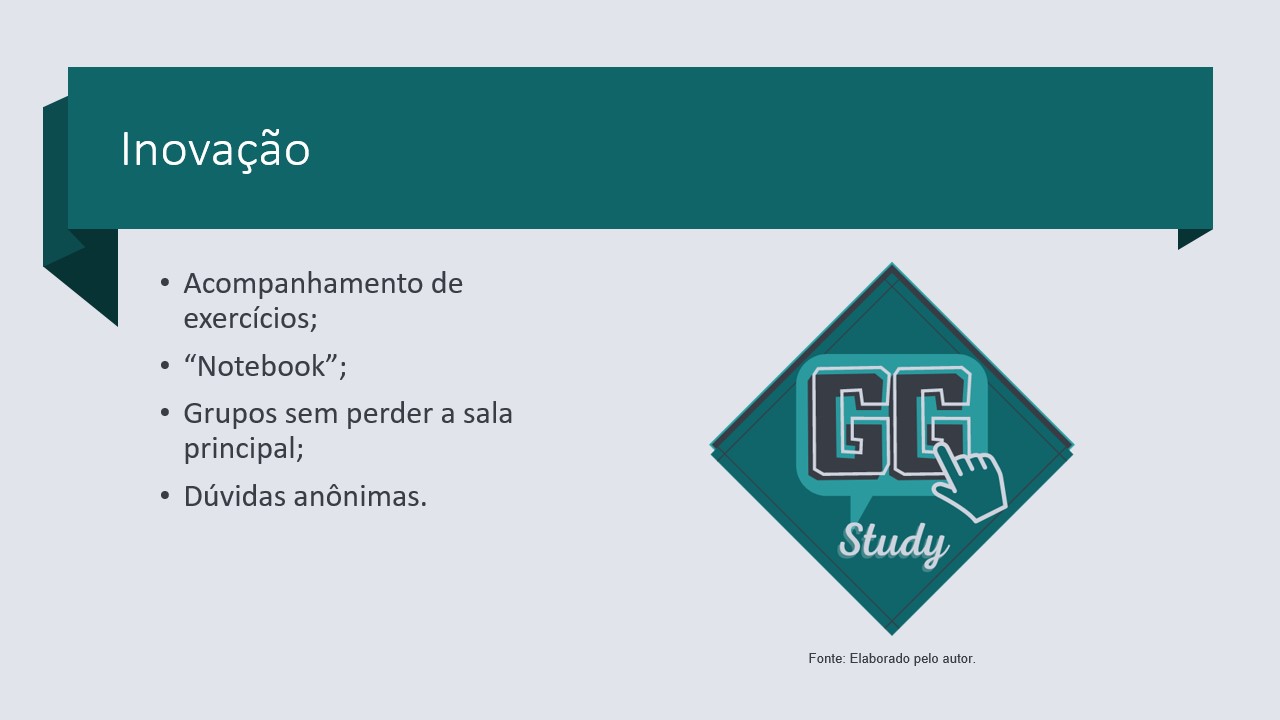 Inovação
• Acompanhamento de
exercícios;
• “Notebook”;
• Grupos sem perder a sala
principal;
• Dúvidas anônimas.
GG
Study
Fonte: Elaborado pelo autor.